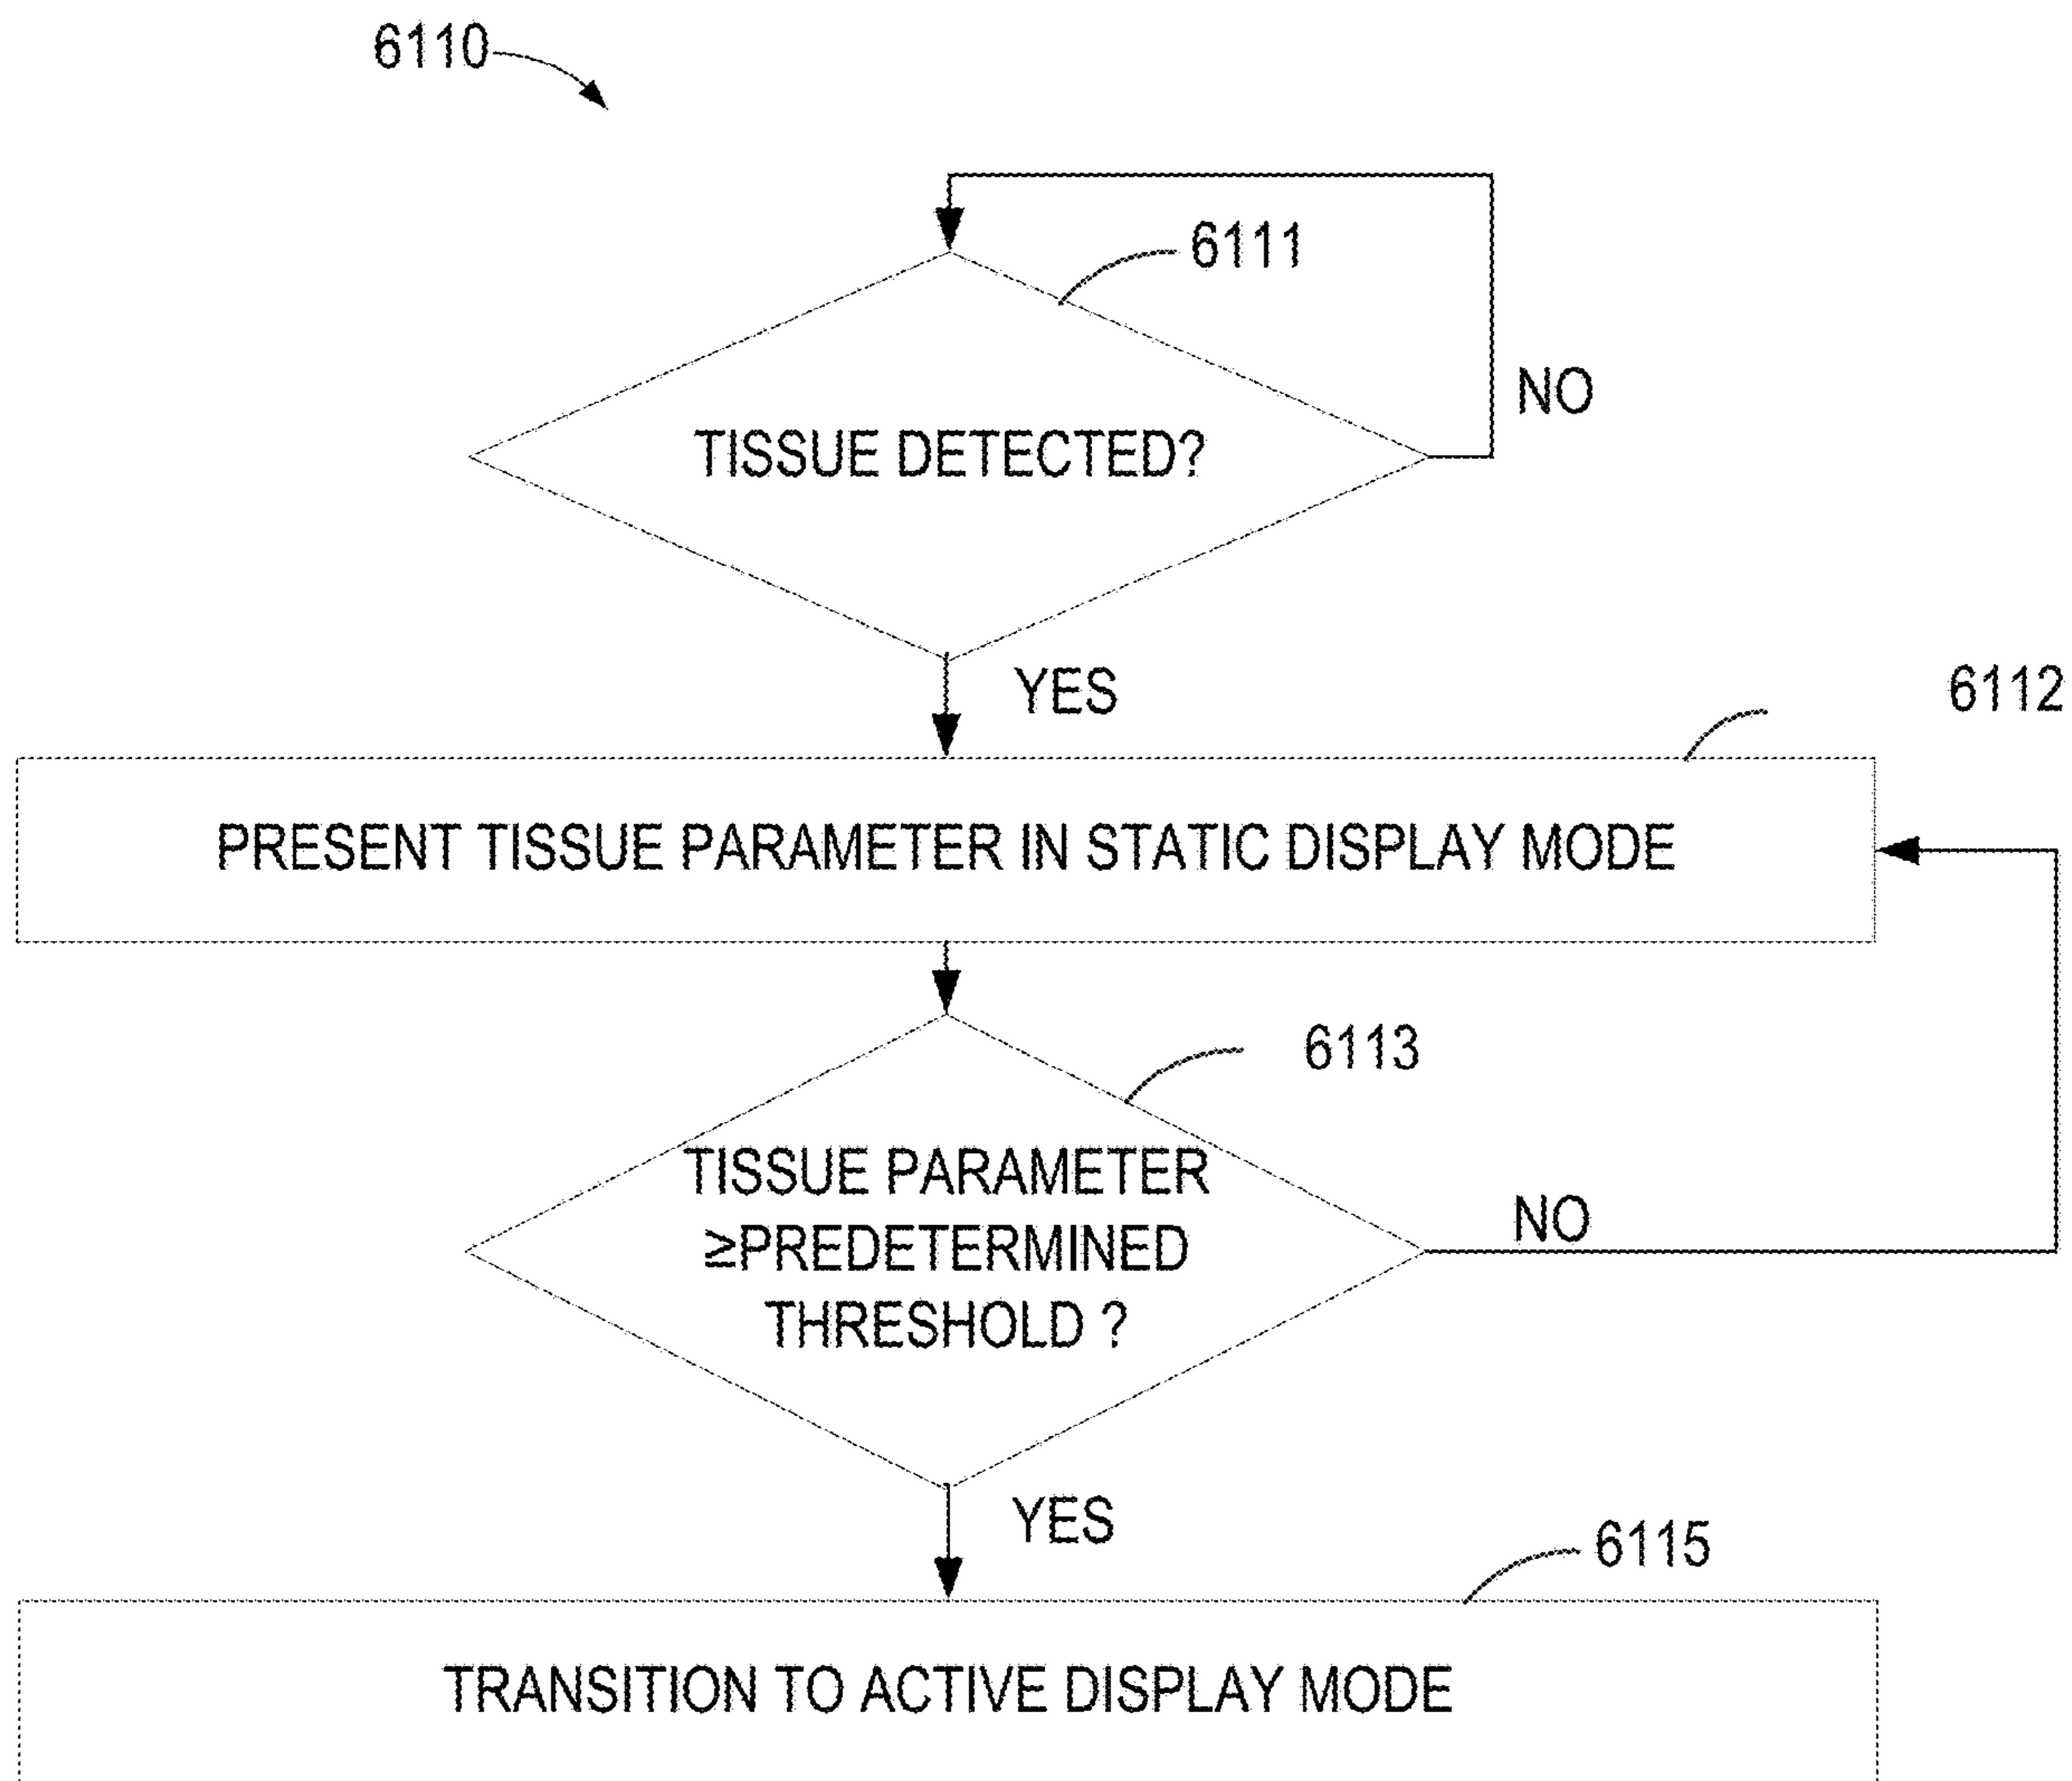 6110
6111
NO
TISSUE DETECTED?
YES
6112
PRESENT TISSUE PARAMETER IN STATIC DISPLAY MODE
6113
TISSUE PARAMETER
≥PREDETERMINED
THRESHOLD ?
NO
YES
6115
TRANSITION TO ACTIVE DISPLAY MODE